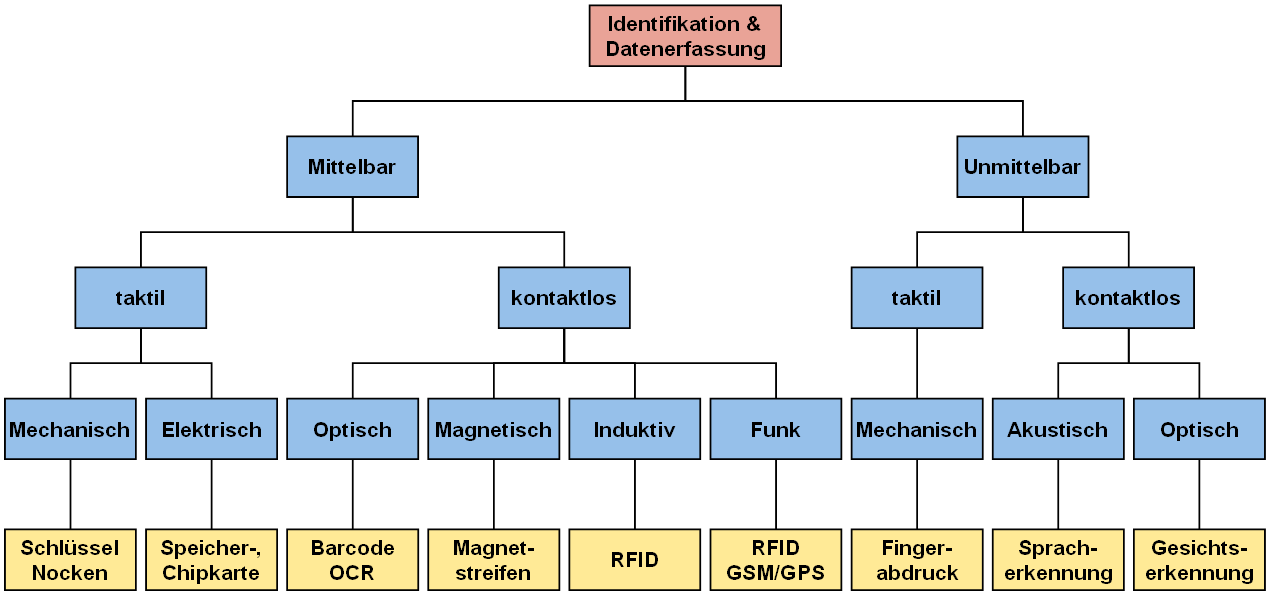 Identifikation &
Datenerfassung
Mittelbar
Unmittelbar
taktil
kontaktlos
taktil
kontaktlos
Mechanisch
Elektrisch
Optisch
Magnetisch
Induktiv
Funk
Mechanisch
Akustisch
Optisch
Schlüssel
Nocken
Speicher-,
Chipkarte
Barcode
OCR
Magnet-
streifen
RFID
RFID
GSM/GPS
Finger-
abdruck
Sprach-
erkennung
Gesichts-
erkennung